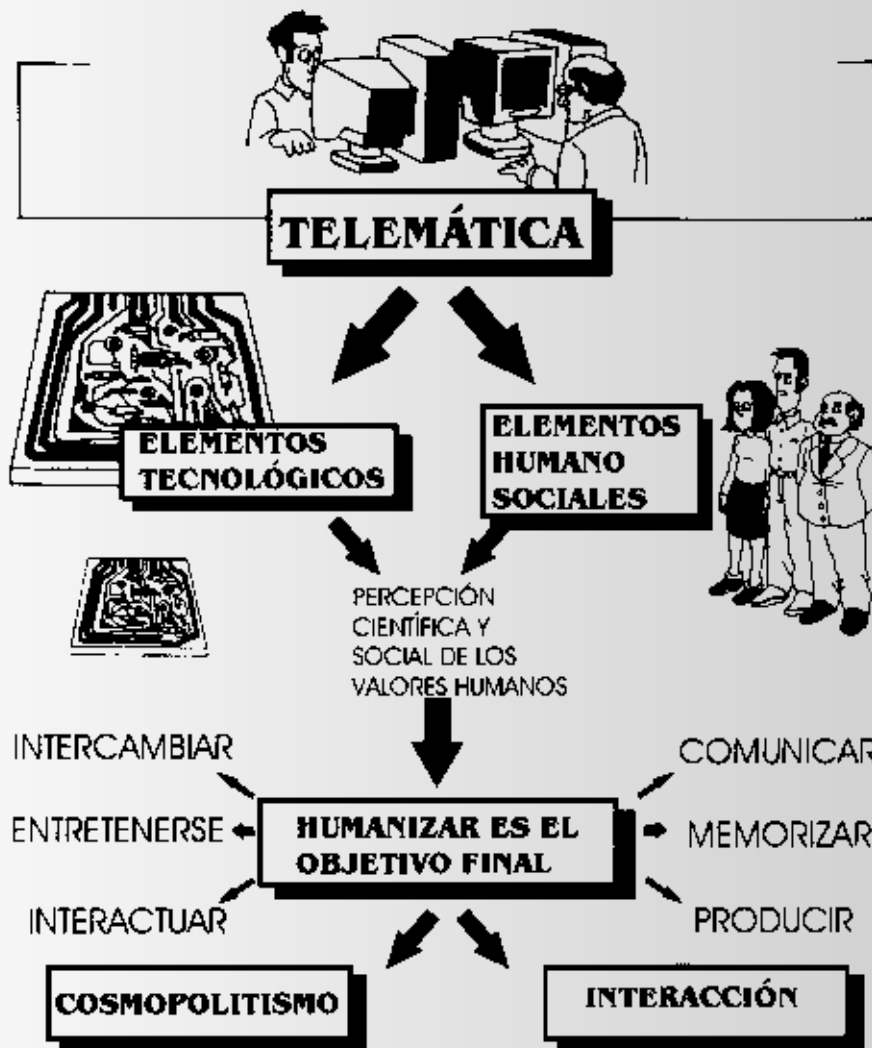 TELEMÁTICA
ELEMENTOS
TECNOLÓGICOS
ELEMENTOS
HUMANO
SOCIALES
PERCEPCIÓN
CIENTÍFICA Y
SOCIAL DE LOS
VALORES HUMANOS
INTERCAMBIAR
COMUNICAR
ENTRETENERSE
HUMANIZAR ES EL
OBJETIVO FINAL
MEMORIZAR
INTERACTUAR
PRODUCIR
COSMOPOLITISMO
INTERACCIÓN